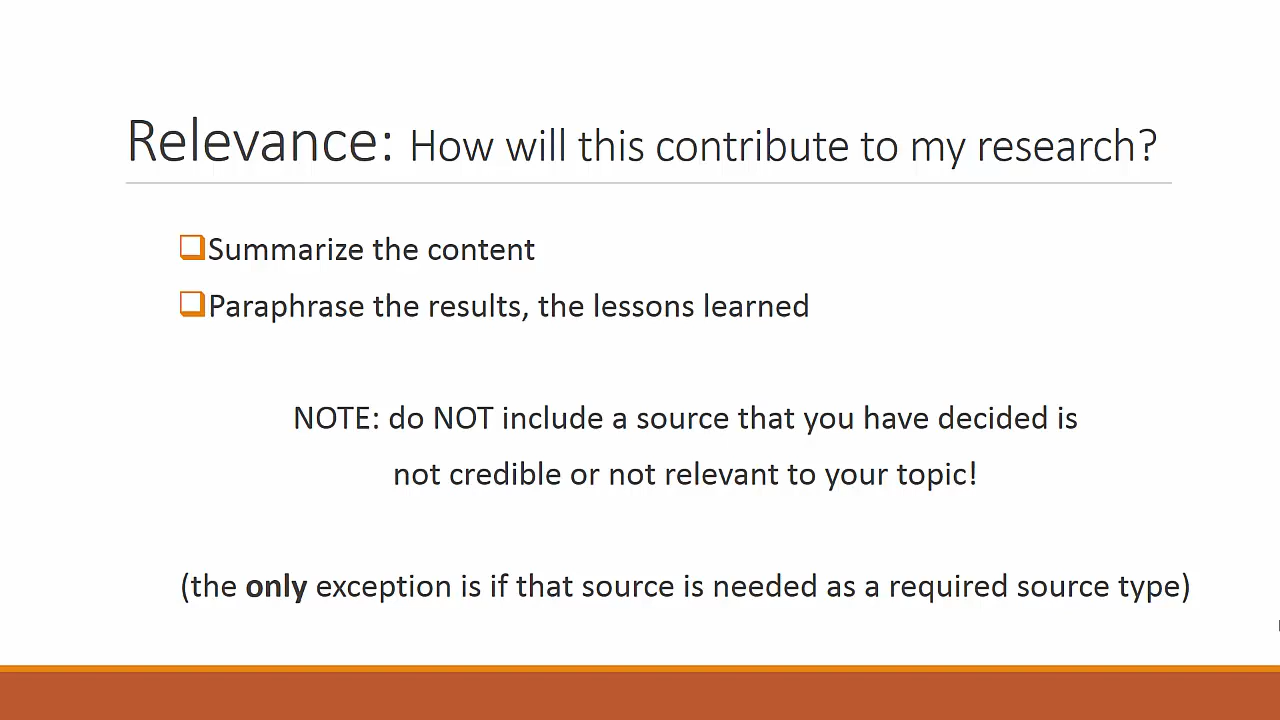 Relevance: How will this contribute to my research?
Summarize the content
Paraphrase the results, the lessons learned
NOTE: do NOT include a source that you have decided is
not credible or not relevant to your topic!
(the only exception is if that source is needed as a required source type)